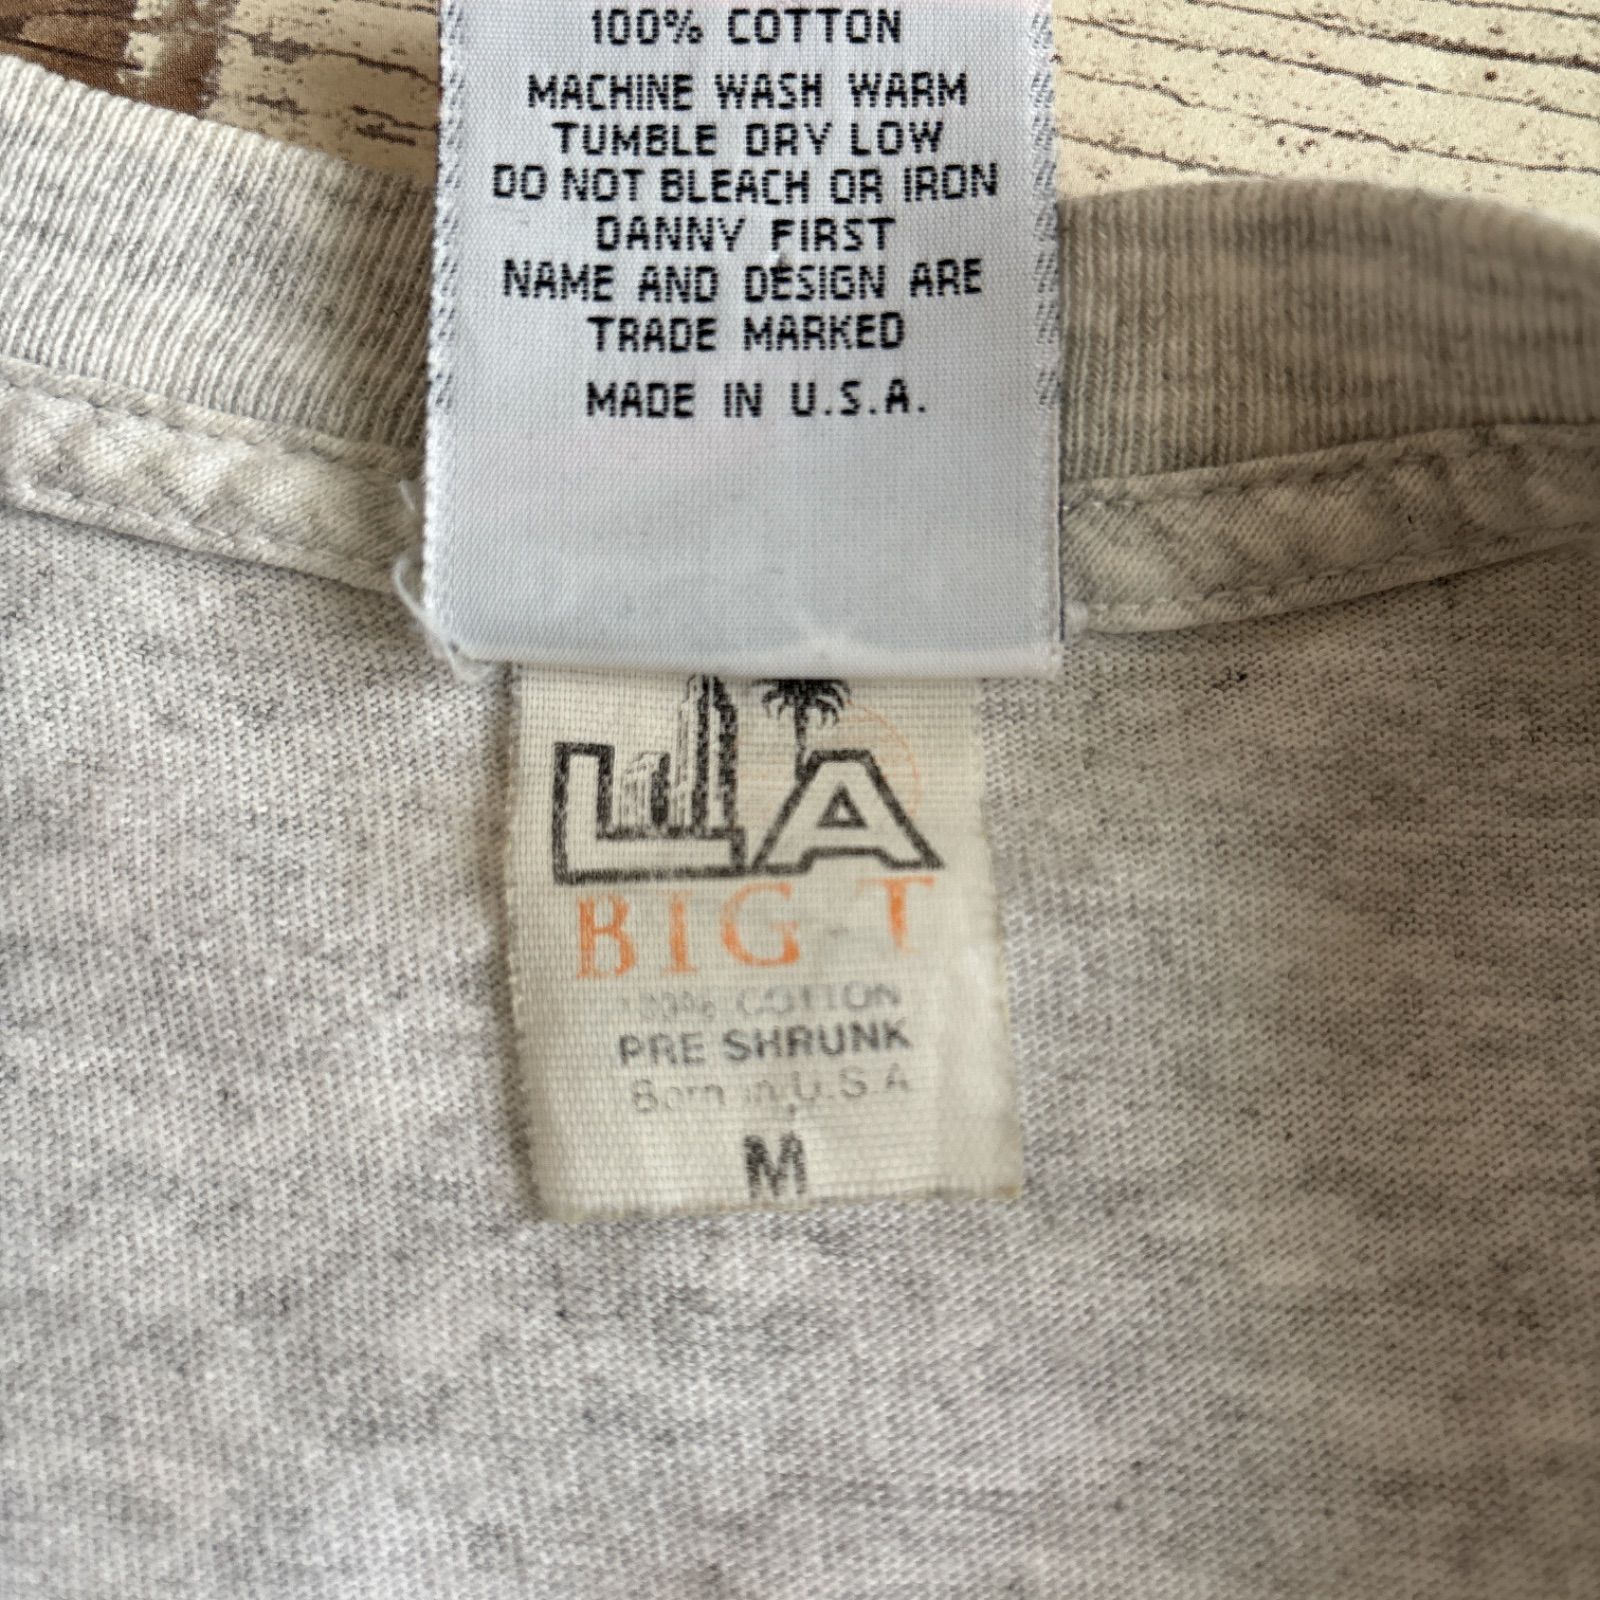 100% COTTON
MACHINE WASH WARM
TUMBLE DRY LOW
DO NOT BLEACH OR IRON
DANNY FIRST
NAME AND DESIGN ARE
TRADE MARKED
MADE IN U.S.A.
LA
BIG T
COTTON
PRE SHRUNK
Born in U.S.A
M